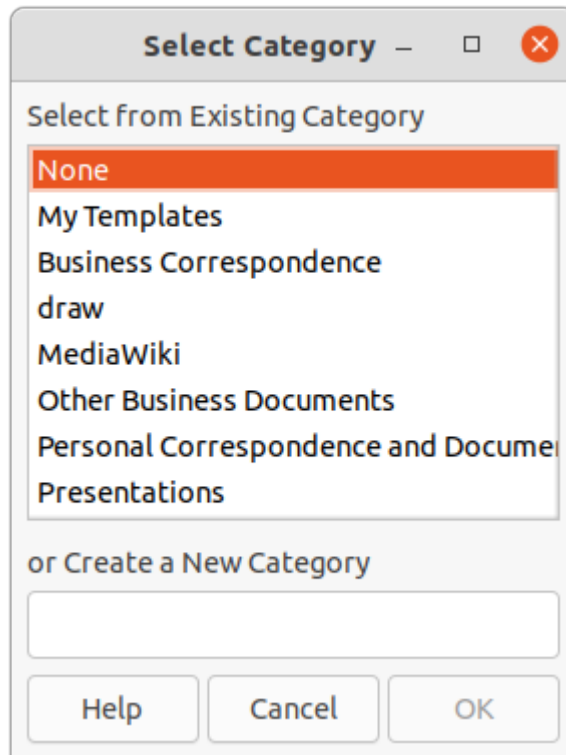 Select Category
Select from Existing Category
None
My Templates
Business Correspondence
draw
MediaWiki
Other Business Documents
Personal Correspondence and Docume
Presentations
or Create a New Category
Help Cancel OK